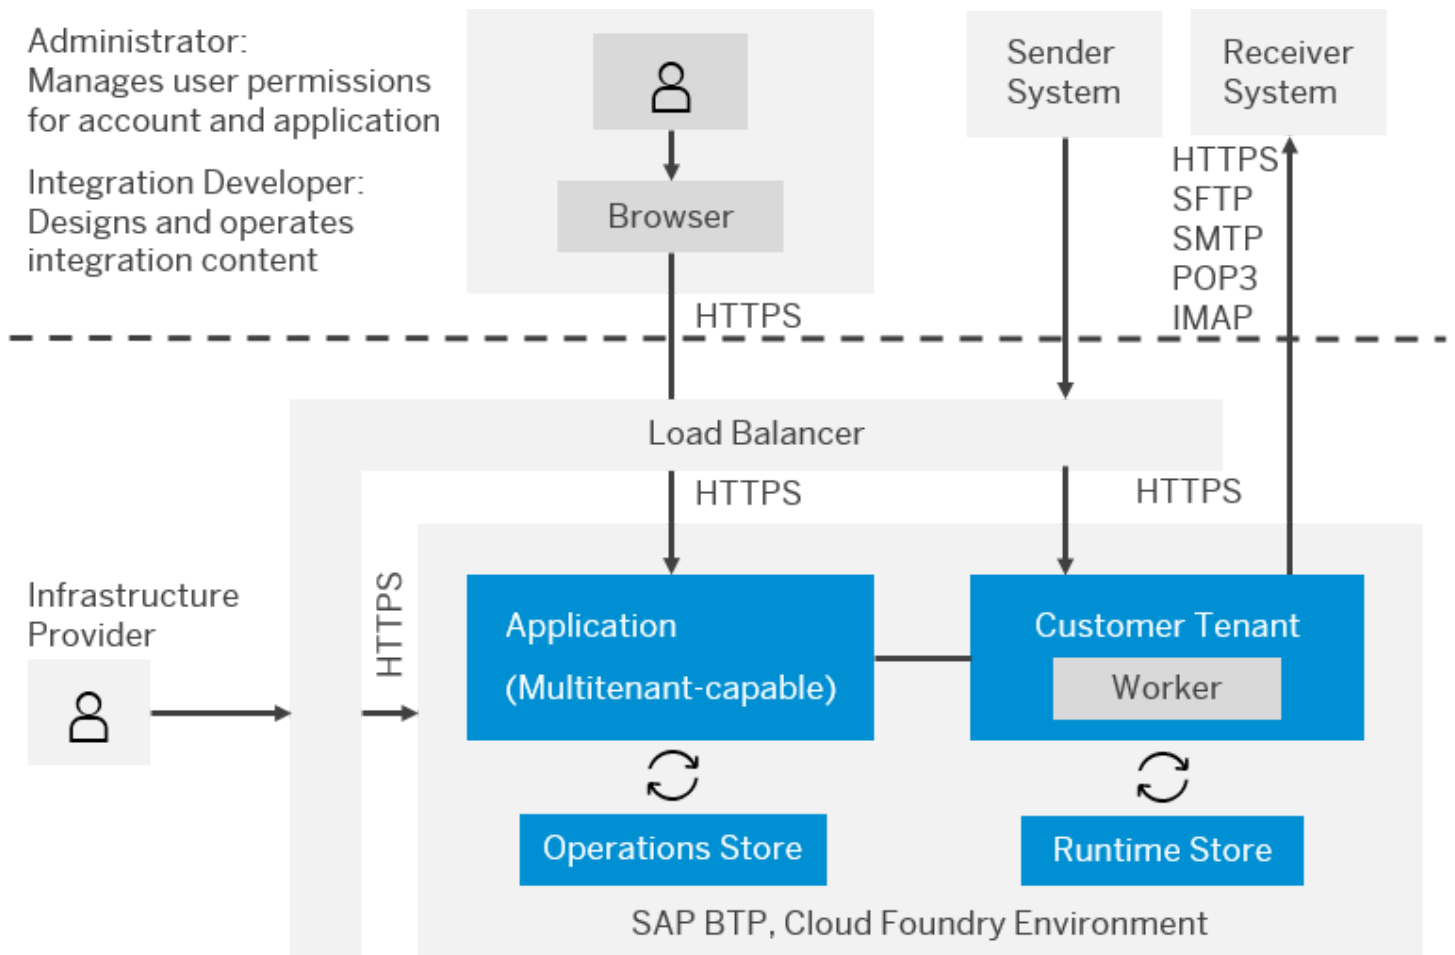 Administrator:
Manages user permissions
for account and application
Integration Developer:
Designs and operates
integration content
Browser
HTTPS
Sender
System
Receiver
System
HTTPS
SFTP
SMTP
POP3
IMAP
Load Balancer
HTTPS
HTTPS
Infrastructure
Provider
HTTPS
Application
(Multitenant-capable)
Customer Tenant
Worker
Operations Store
Runtime Store
SAP BTP, Cloud Foundry Environment